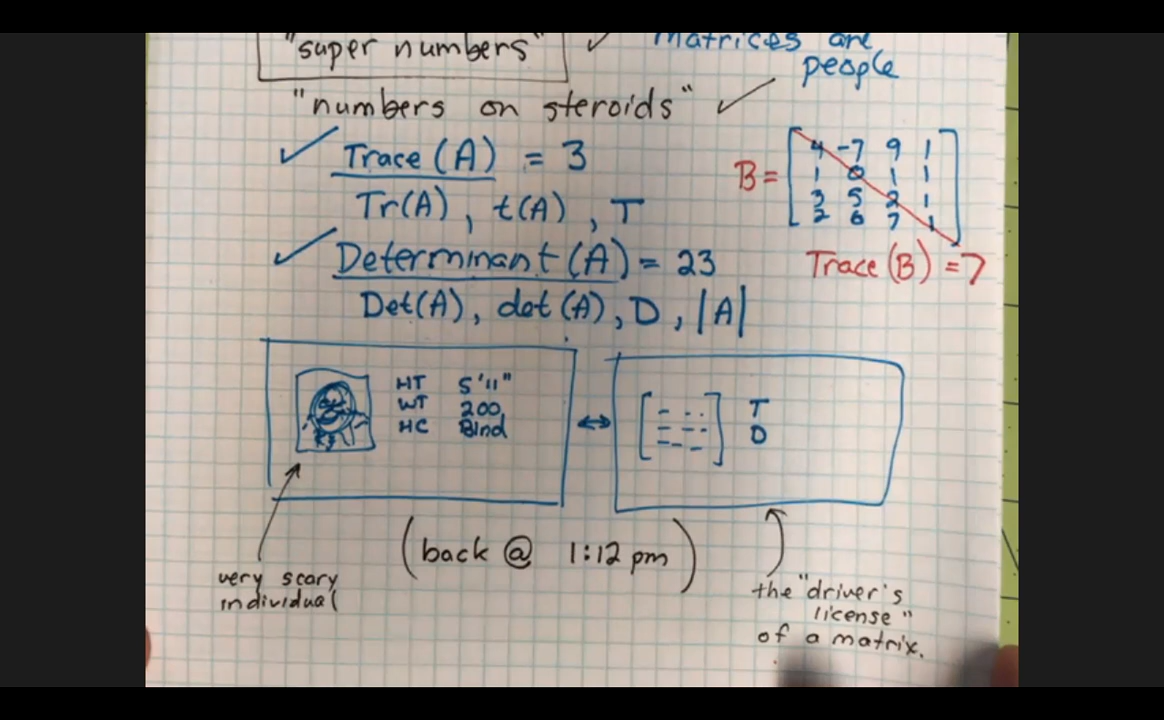 "super numbers" ✓ matrices are
people
"numbers on steroids" ✓
✓ Trace (A) = 3
Tr(A), t(A), T
B = [4 -7 9 1
1 0 1 1
3 5 2 1
2 6 7 1]
Trace (B) = 7
✓ Determinant (A) = 23
Det(A), det (A), D, |A|
HT 5'11"
WT 200
HC Blnd
↔
[ ] T
D
(back @ 1:12 pm)
very scary
individual
the "driver's
license"
of a matrix.